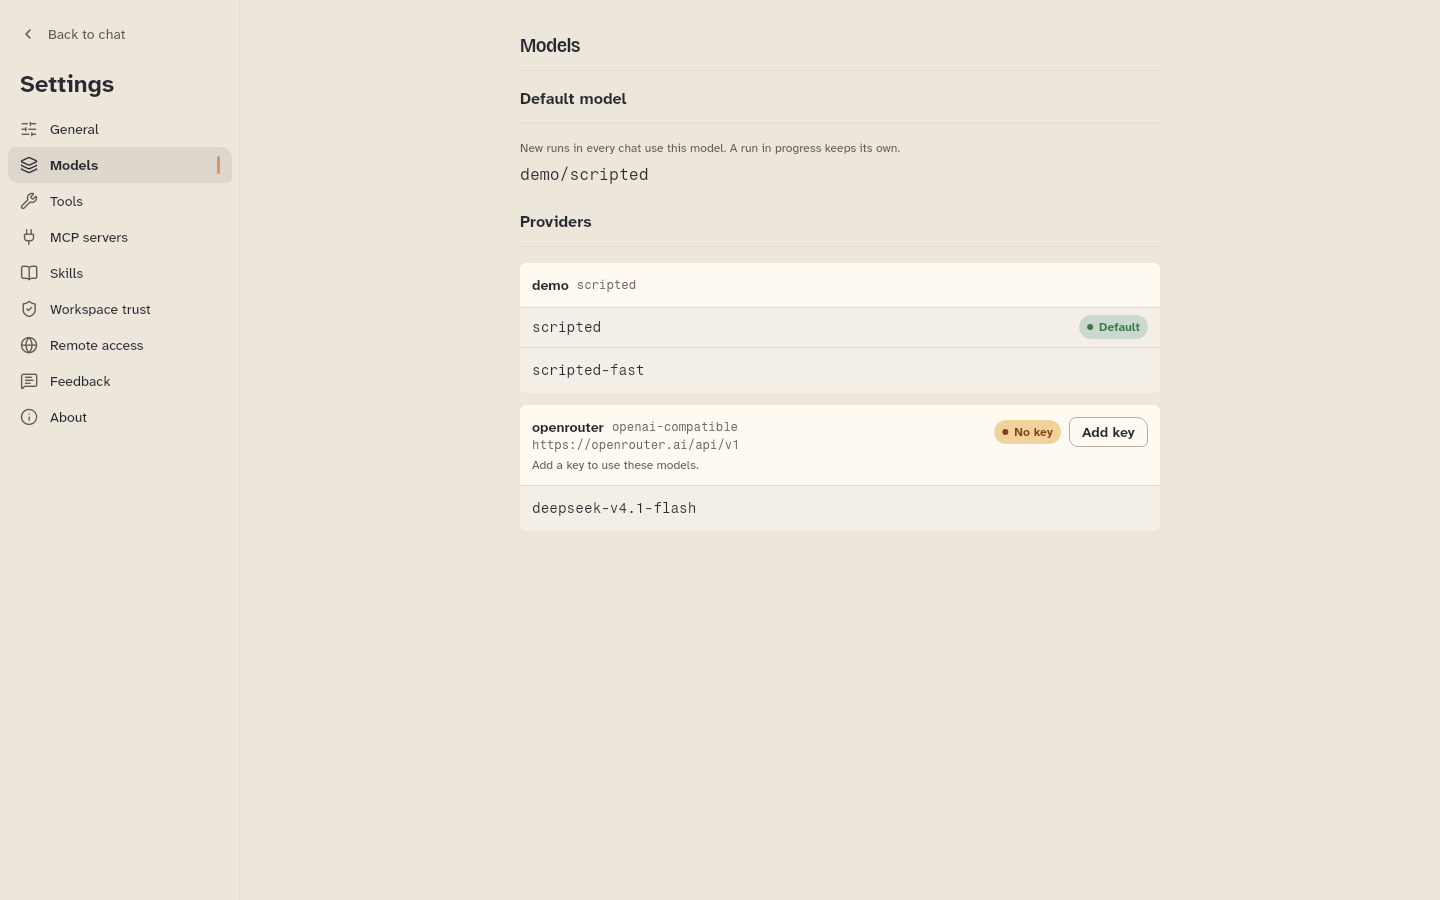 Back to chat
Settings
General
Models
Tools
MCP servers
Skills
Workspace trust
Remote access
Feedback
About
Models
Default model
New runs in every chat use this model. A run in progress keeps its own.
demo/scripted
Providers
demo scripted
scripted Default
scripted-fast
openrouter openai-compatible No key Add key
https://openrouter.ai/api/v1
Add a key to use these models.
deepseek-v4.1-flash